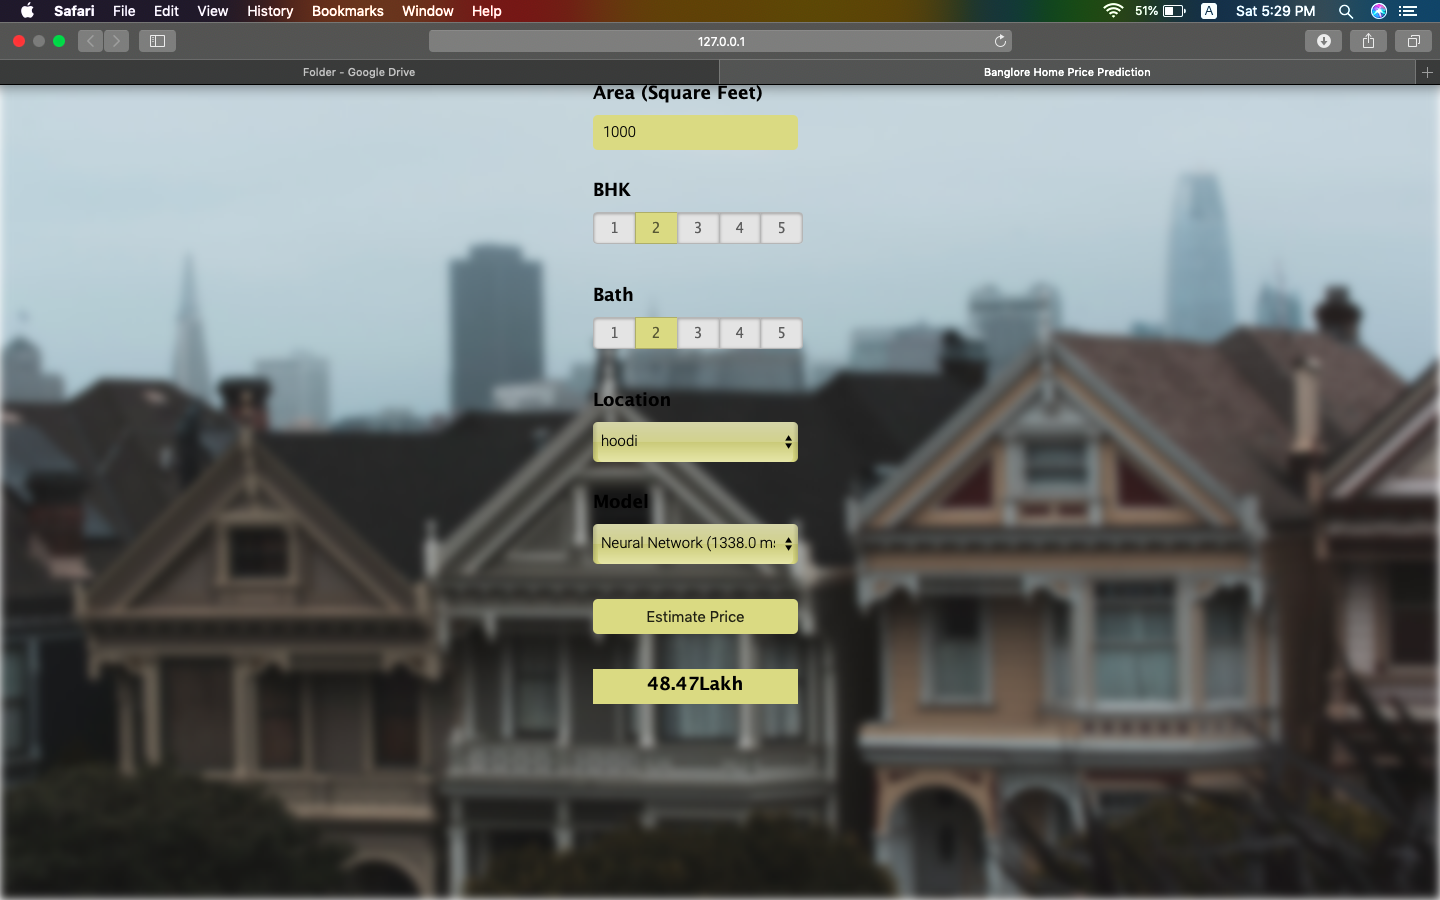 Safari File Edit View History Bookmarks Window Help 51% A Sat 5:29 PM
127.0.0.1
Folder – Google Drive
Banglore Home Price Prediction
Area (Square Feet)
1000
BHK
1 2 3 4 5
Bath
1 2 3 4 5
Location
hoodi
Model
Neural Network (1338.0 m
Estimate Price
48.47Lakh